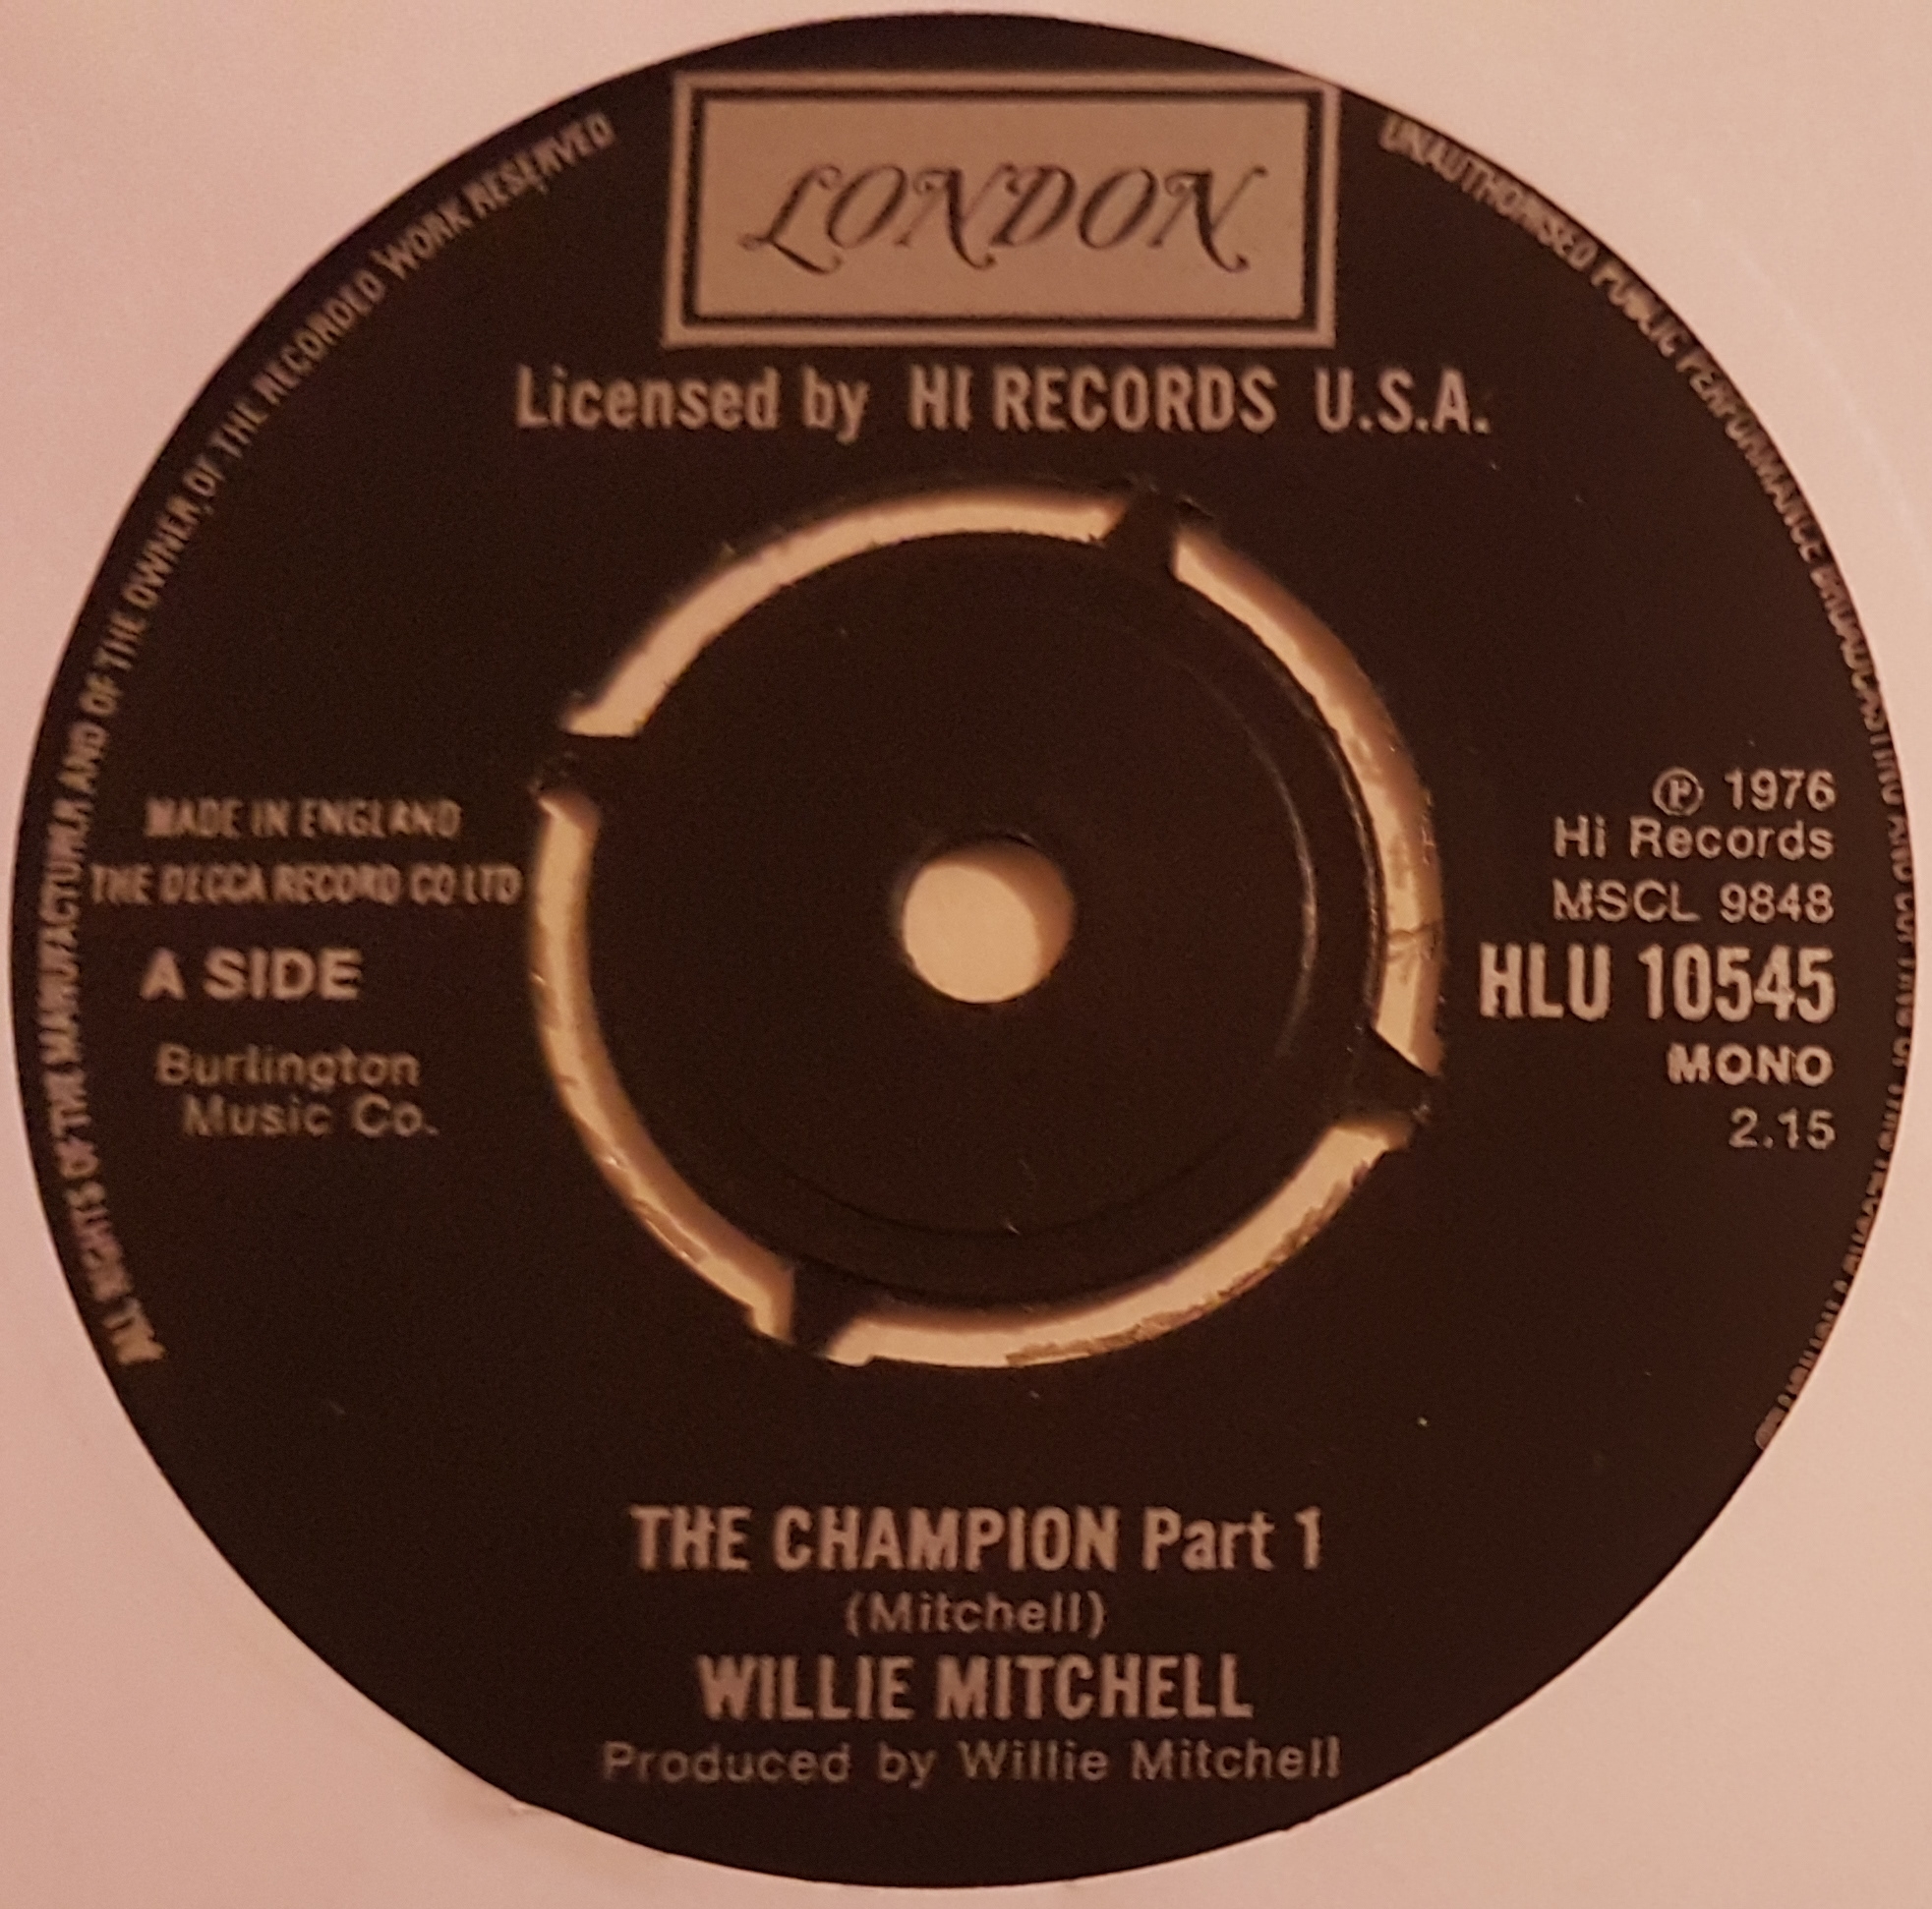 LONDON
Licensed by HI RECORDS U.S.A.
ALL RIGHTS OF THE MANUFACTURER AND OF THE OWNER OF THE RECORDED WORK RESERVED
UNAUTHORISED PUBLIC PERFORMANCE BROADCASTING AND COPYING OF THIS RECORD PROHIBITED
MADE IN ENGLAND
THE DECCA RECORD CO LTD
A SIDE
Burlington
Music Co.
℗ 1976
Hi Records
MSCL 9848
HLU 10545
MONO
2.15
THE CHAMPION Part 1
(Mitchell)
WILLIE MITCHELL
Produced by Willie Mitchell